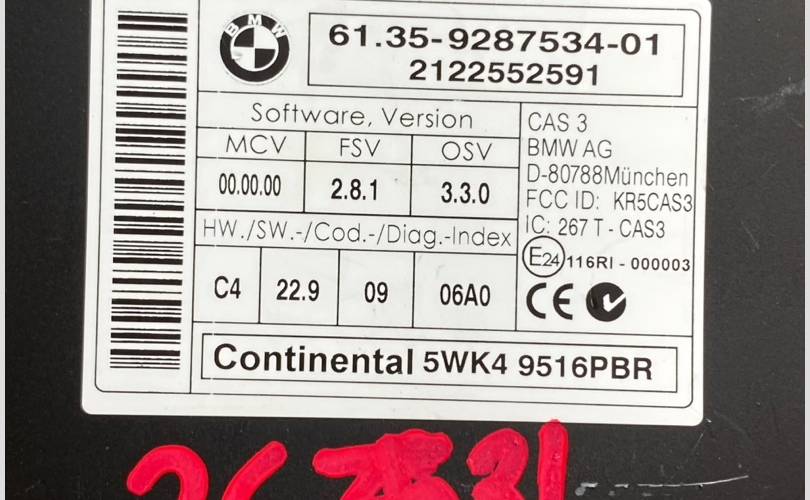 BMW
61.35-9287534-01
2122552591
Software, Version
MCV FSV OSV
00.00.00 2.8.1 3.3.0
HW./SW.-/Cod.-/Diag.-Index
C4 22.9 09 06A0
CAS 3
BMW AG
D-80788München
FCC ID: KR5CAS3
IC: 267 T - CAS3
E24 116RI - 000003
CE
Continental 5WK4 9516PBR